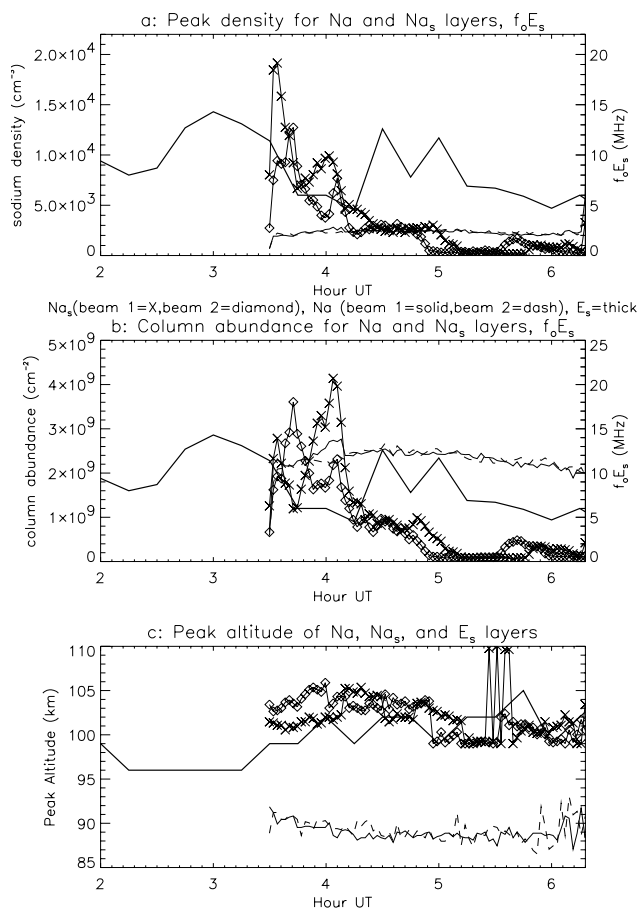 a: Peak density for Na and Naₛ layers, fₒEₛ
2.0×10⁴
1.5×10⁴
1.0×10⁴
5.0×10³
0
sodium density (cm⁻³)
20
15
10
5
0
fₒEₛ (MHz)
2 3 4 5 6
Hour UT
Naₛ(beam 1=X,beam 2=diamond), Na (beam 1=solid,beam 2=dash), Eₛ=thick
b: Column abundance for Na and Naₛ layers, fₒEₛ
5×10⁹
4×10⁹
3×10⁹
2×10⁹
1×10⁹
0
column abundance (cm⁻²)
25
20
15
10
5
0
fₒEₛ (MHz)
2 3 4 5 6
Hour UT
c: Peak altitude of Na, Naₛ, and Eₛ layers
110
105
100
95
90
85
Peak Altitude (km)
2 3 4 5 6
Hour UT